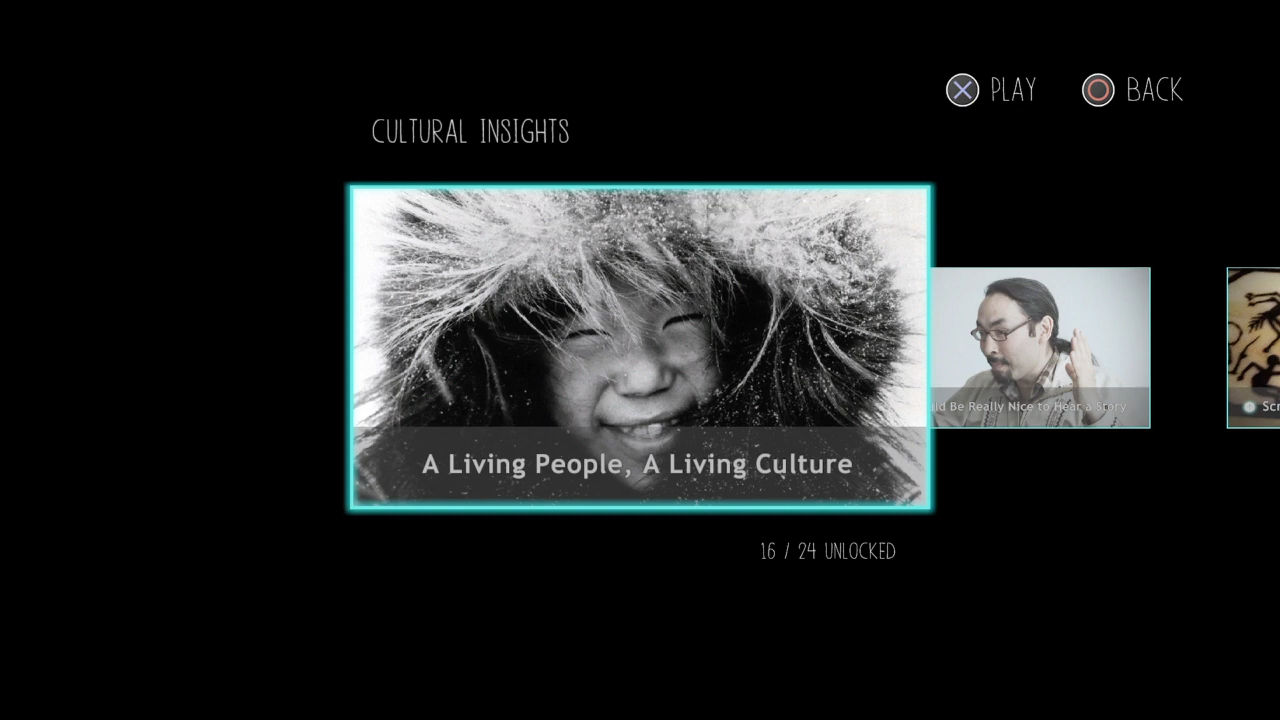 PLAY
BACK
CULTURAL INSIGHTS
A Living People, A Living Culture
Be Really Nice to Hear a Story
16 / 24 UNLOCKED